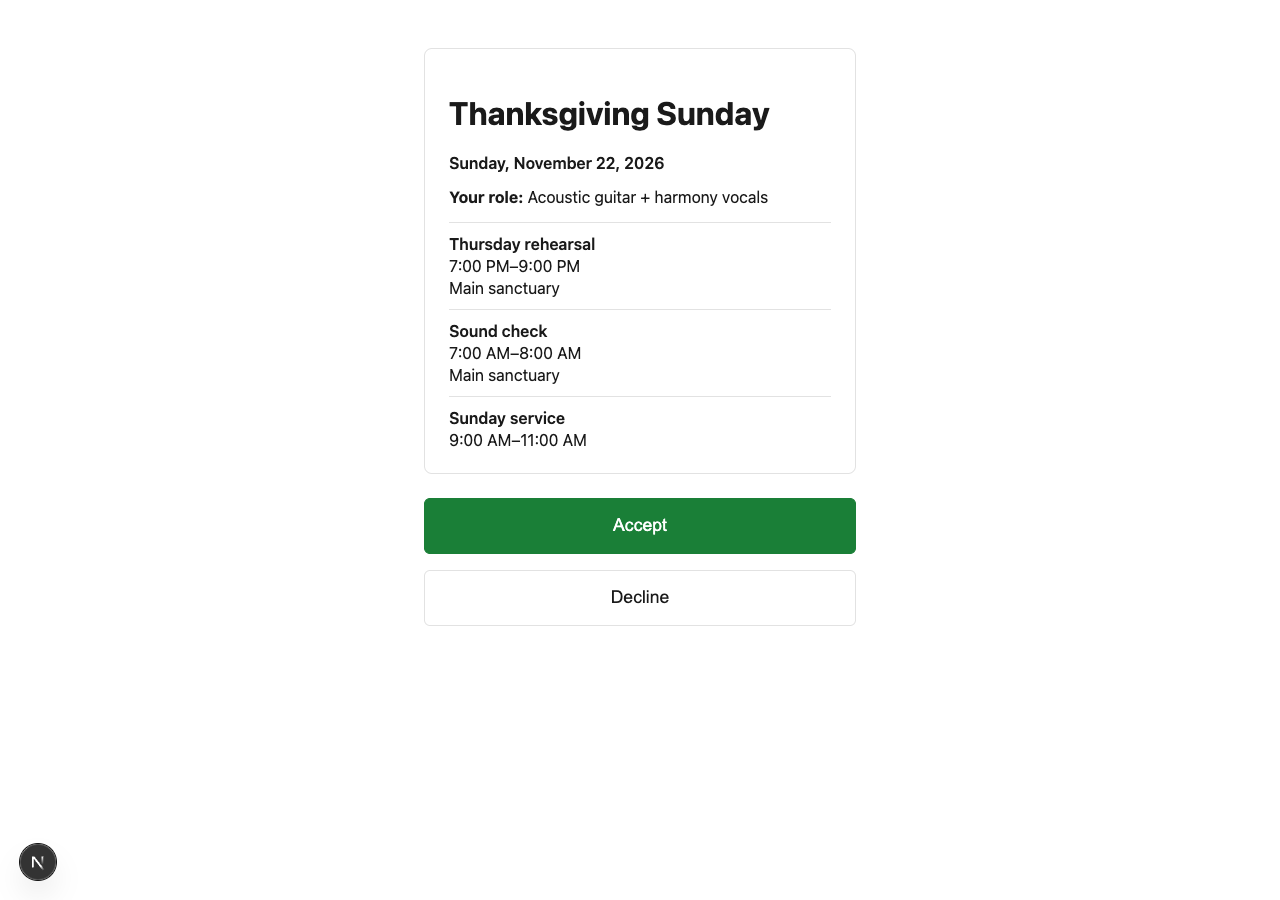 Thanksgiving Sunday
Sunday, November 22, 2026
Your role: Acoustic guitar + harmony vocals
Thursday rehearsal
7:00 PM–9:00 PM
Main sanctuary
Sound check
7:00 AM–8:00 AM
Main sanctuary
Sunday service
9:00 AM–11:00 AM
Accept
Decline
N